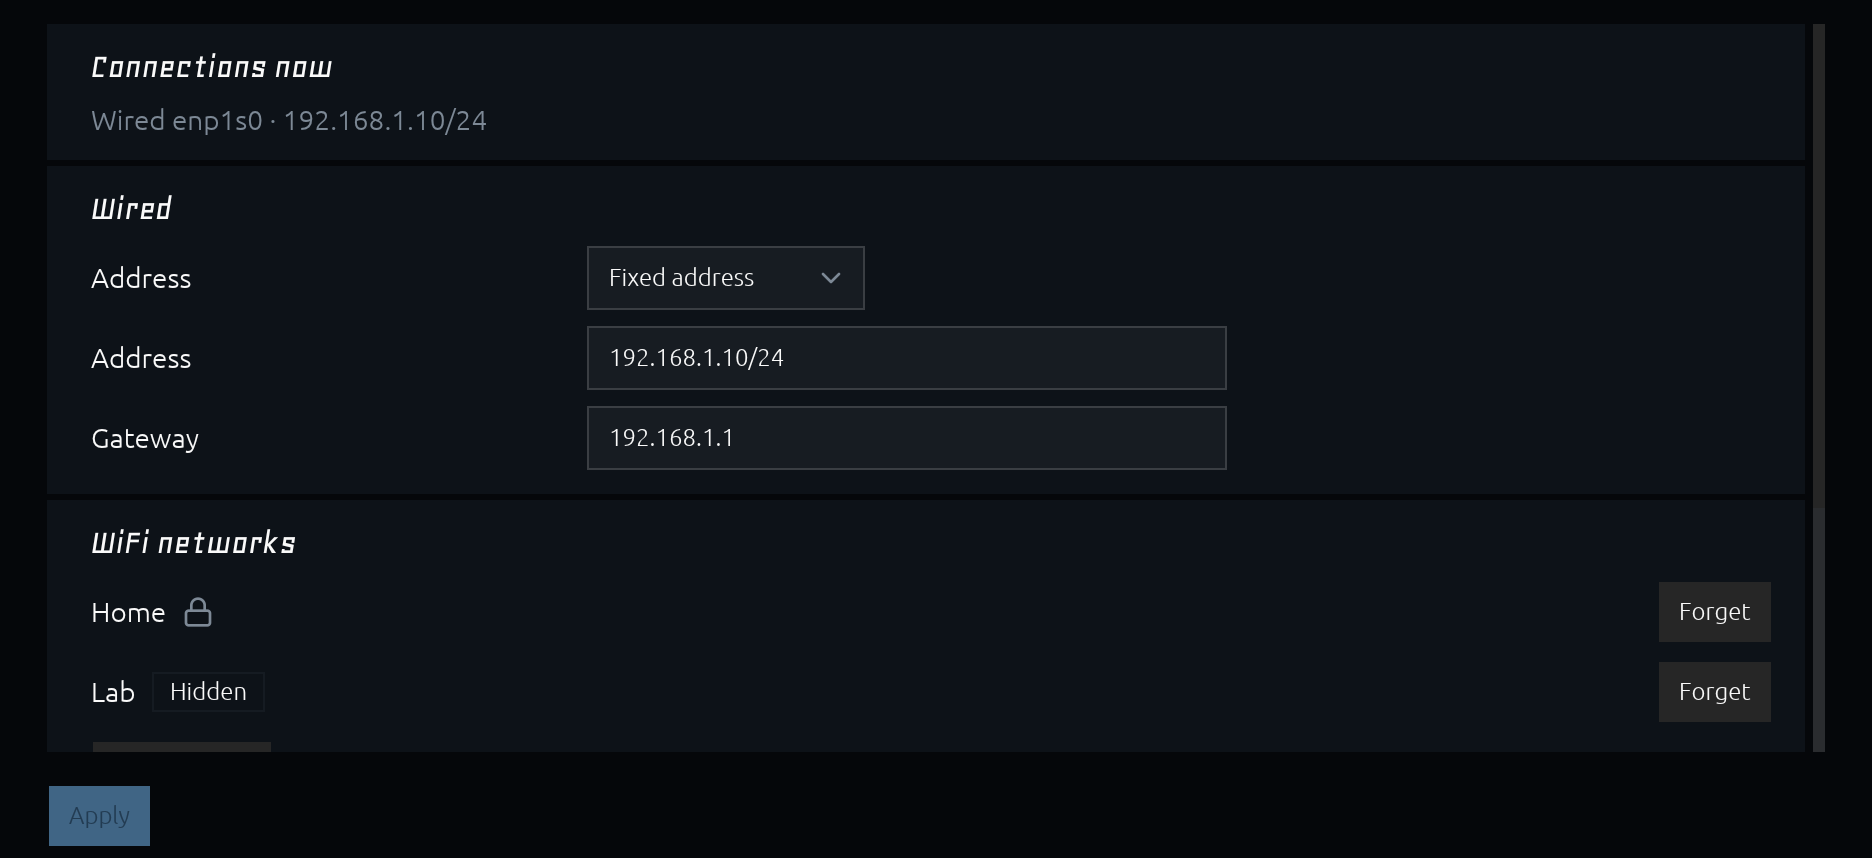 Connections now
Wired enp1s0 · 192.168.1.10/24
Wired
Address Fixed address
Address 192.168.1.10/24
Gateway 192.168.1.1
WiFi networks
Home Forget
Lab Hidden Forget
Apply